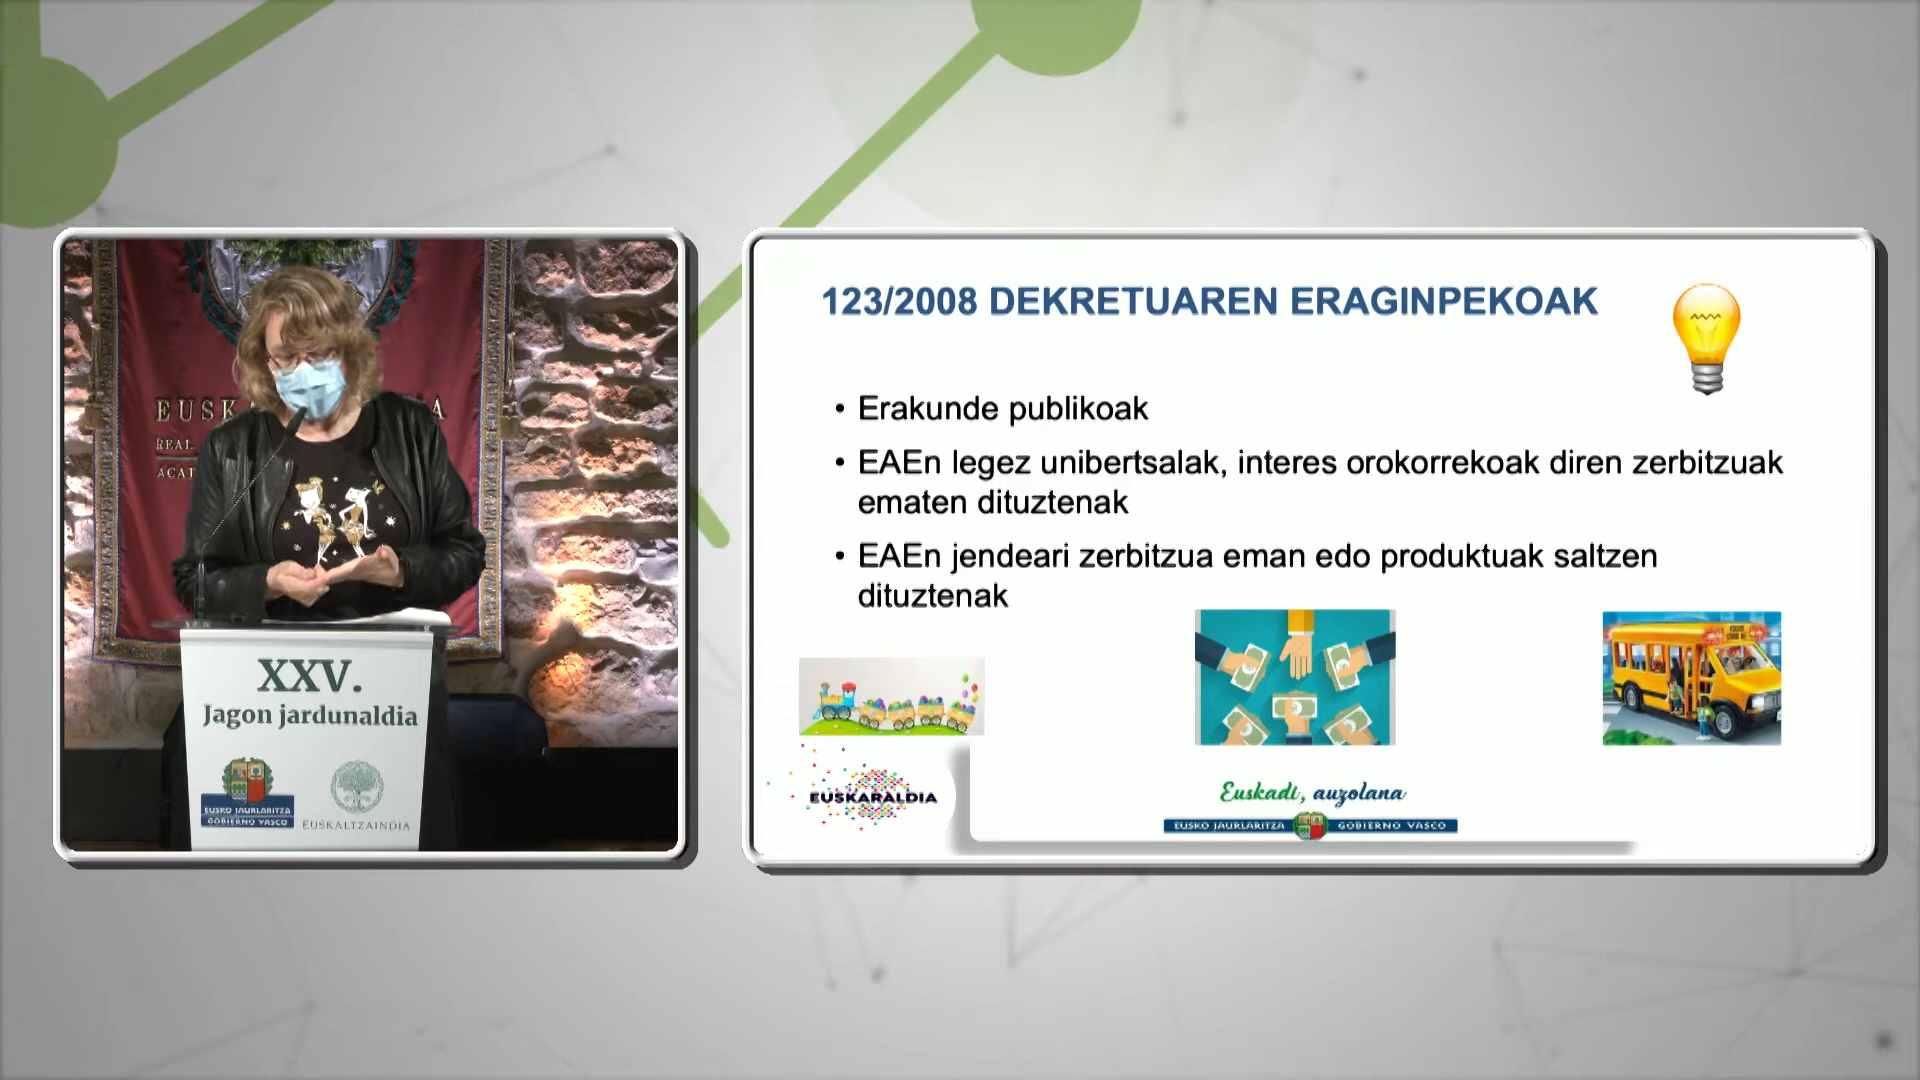 EUSK
A
REAL
ACAD
XXV.
Jagon jardunaldia
EUSKO JAURLARITZA
GOBIERNO VASCO
EUSKALTZAINDIA
123/2008 DEKRETUAREN ERAGINPEKOAK
• Erakunde publikoak
• EAEn legez unibertsalak, interes orokorrekoak diren zerbitzuak
ematen dituztenak
• EAEn jendeari zerbitzua eman edo produktuak saltzen
dituztenak
EUSKARALDIA
Euskadi, auzolana
EUSKO JAURLARITZA GOBIERNO VASCO